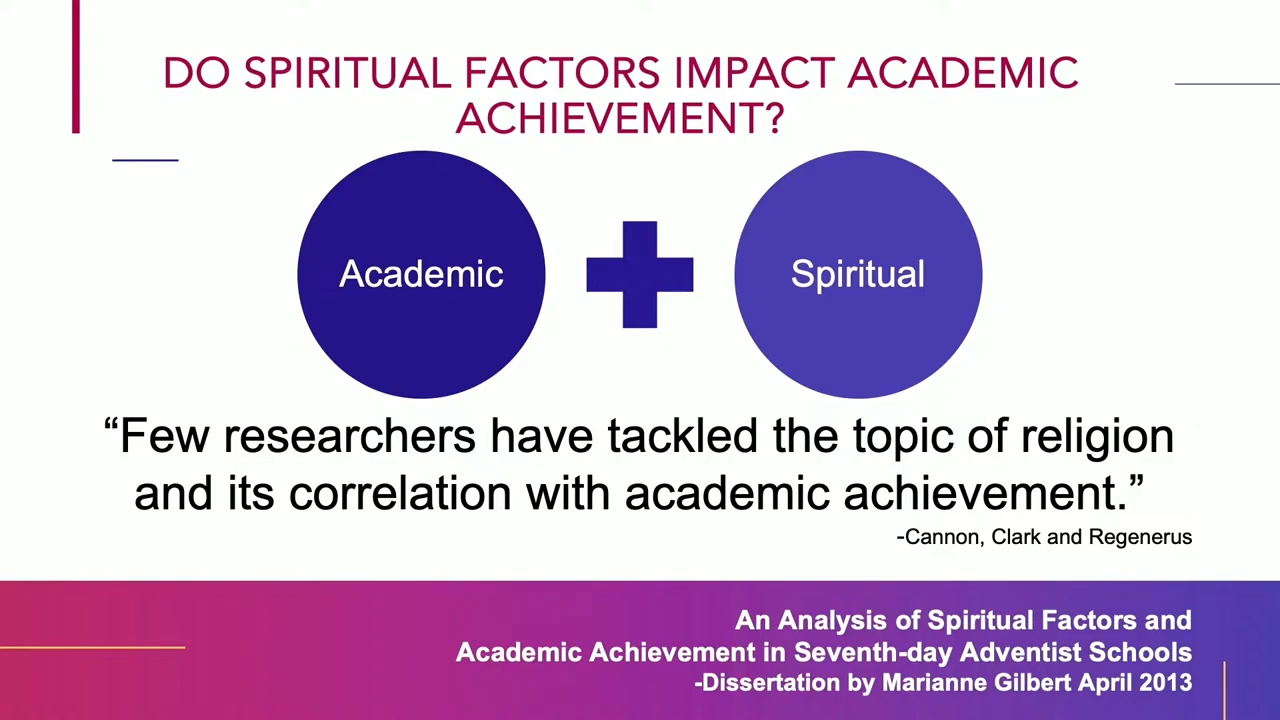 DO SPIRITUAL FACTORS IMPACT ACADEMIC
ACHIEVEMENT?
Academic
Spiritual
“Few researchers have tackled the topic of religion
and its correlation with academic achievement.”
-Cannon, Clark and Regenerus
An Analysis of Spiritual Factors and
Academic Achievement in Seventh-day Adventist Schools
-Dissertation by Marianne Gilbert April 2013